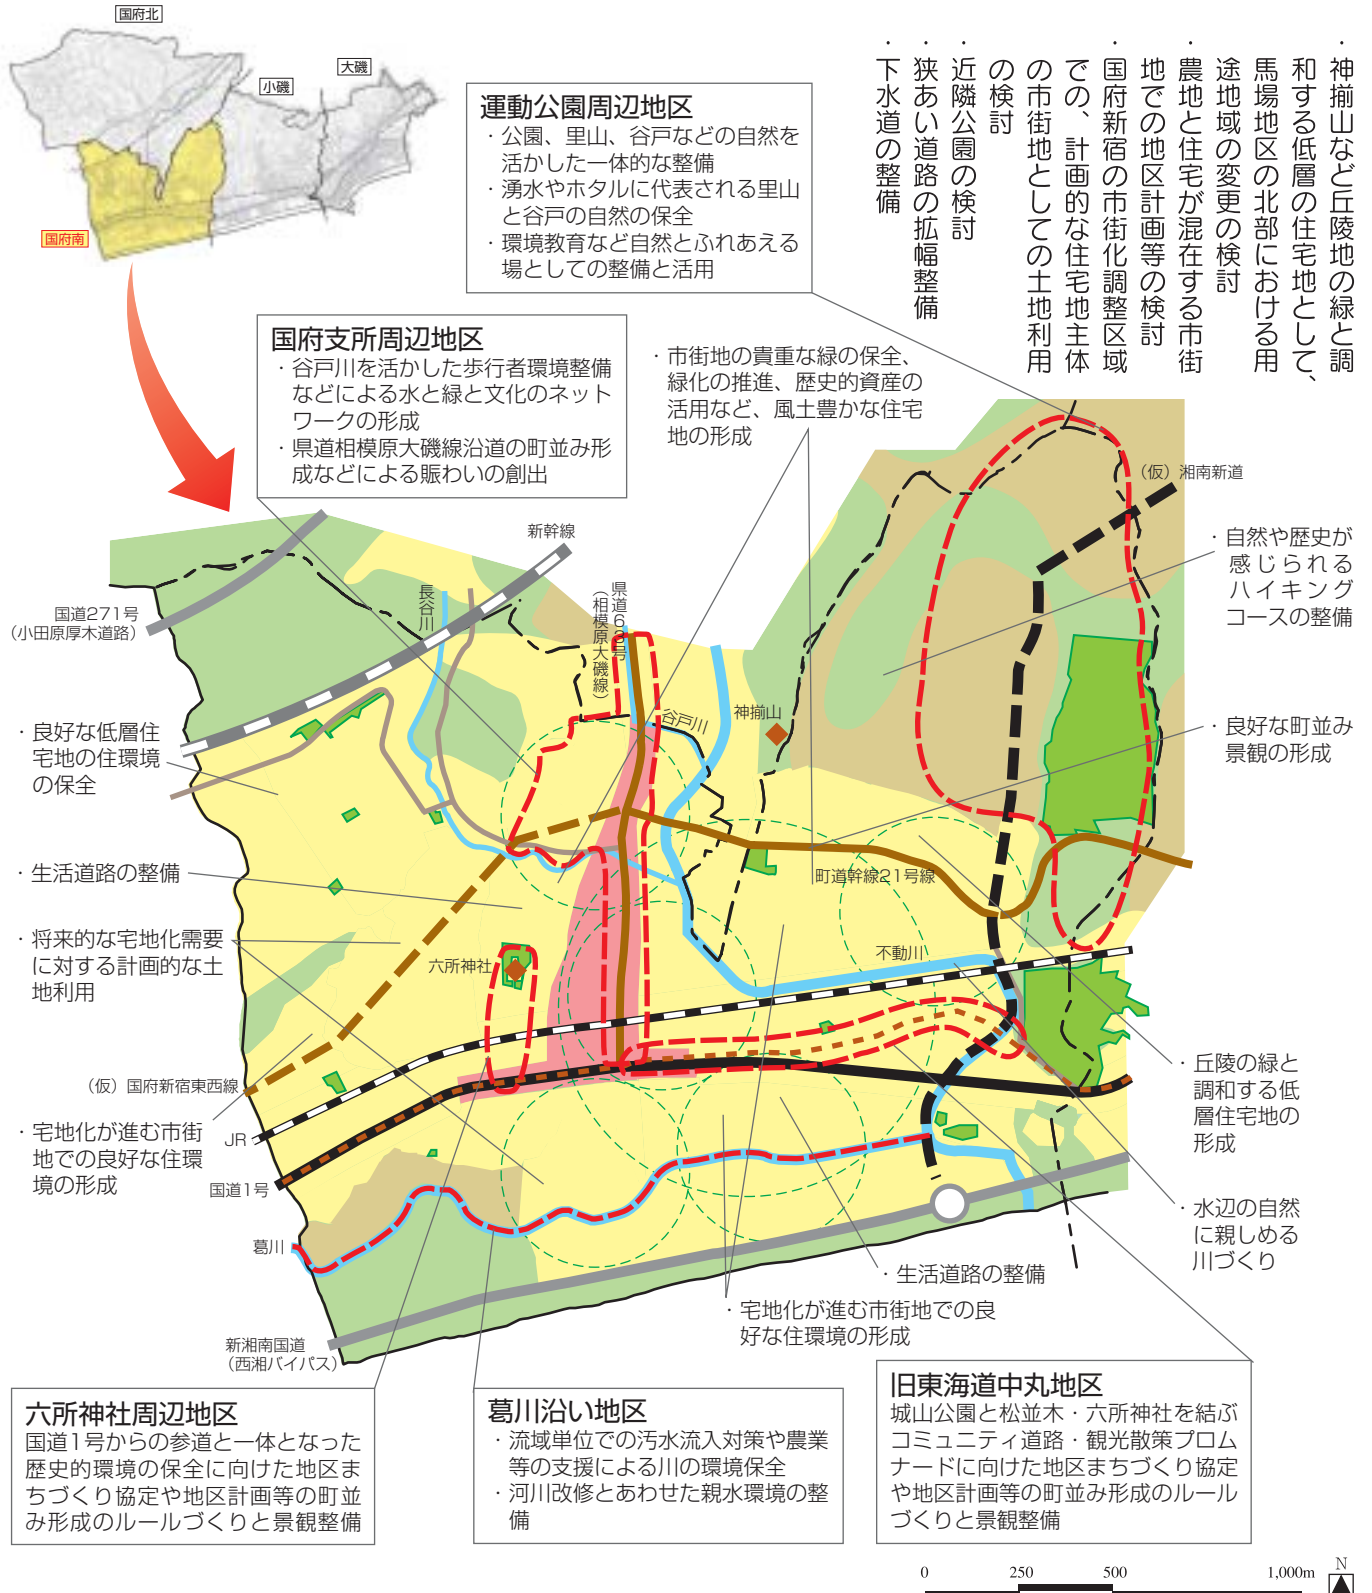 国府北
小磯
大磯
国府南
・神揃山など丘陵地の緑と調
和する低層の住宅地として、
馬場地区の北部における用
途地域の変更の検討
・農地と住宅が混在する市街
地での地区計画等の検討
・国府新宿の市街化調整区域
での、計画的な住宅地主体
の市街地としての土地利用
の検討
・近隣公園の検討
・狭あい道路の拡幅整備
・下水道の整備
運動公園周辺地区
・公園、里山、谷戸などの自然を
活かした一体的な整備
・湧水やホタルに代表される里山
と谷戸の自然の保全
・環境教育など自然とふれあえる
場としての整備と活用
国府支所周辺地区
・谷戸川を活かした歩行者環境整備
などによる水と緑と文化のネット
ワークの形成
・県道相模原大磯線沿道の町並み形
成などによる賑わいの創出
・市街地の貴重な緑の保全、
緑化の推進、歴史的資産の
活用など、風土豊かな住宅
地の形成
（仮）湘南新道
・自然や歴史が
感じられる
ハイキング
コースの整備
新幹線
長谷川
県道63号
（相模原大磯線）
国道271号
（小田原厚木道路）
谷戸川
神揃山
・良好な低層住
宅地の住環境
の保全
・良好な町並み
景観の形成
・生活道路の整備
町道幹線21号線
・将来的な宅地化需要
に対する計画的な土
地利用
六所神社
不動川
（仮）国府新宿東西線
・丘陵の緑と
調和する低
層住宅地の
形成
・宅地化が進む市街
地での良好な住環
境の形成
JR
国道1号
・水辺の自然
に親しめる
川づくり
葛川
・生活道路の整備
・宅地化が進む市街地での良
好な住環境の形成
新湘南国道
（西湘バイパス）
六所神社周辺地区
国道1号からの参道と一体となった
歴史的環境の保全に向けた地区ま
ちづくり協定や地区計画等の町並
み形成のルールづくりと景観整備
葛川沿い地区
・流域単位での汚水流入対策や農業
等の支援による川の環境保全
・河川改修とあわせた親水環境の整
備
旧東海道中丸地区
城山公園と松並木・六所神社を結ぶ
コミュニティ道路・観光散策プロム
ナードに向けた地区まちづくり協定
や地区計画等の町並み形成のルール
づくりと景観整備
0 250 500 1,000m
N